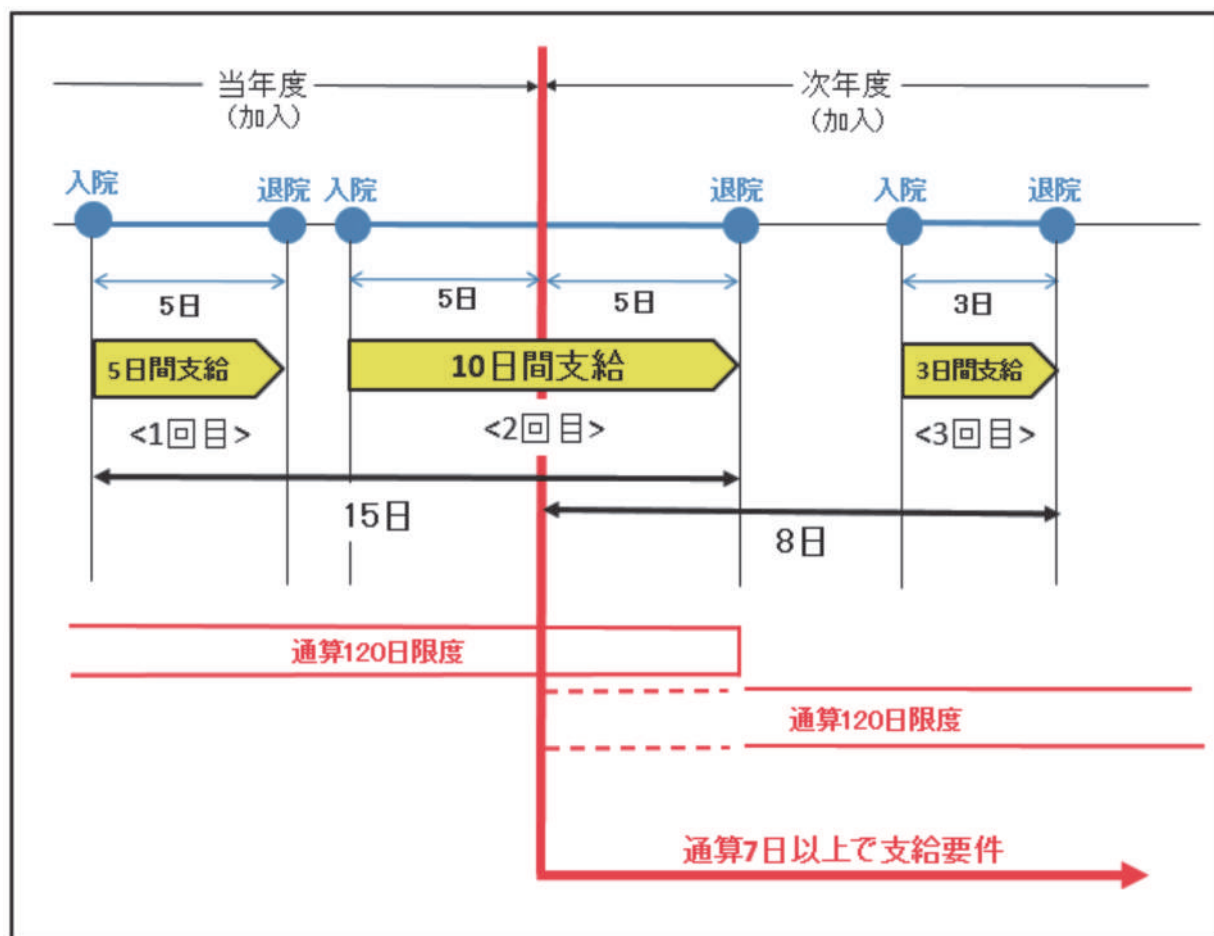 当年度
(加入)
次年度
(加入)
入院
退院
入院
退院
入院
退院
5日
5日
5日
3日
5日間支給
10日間支給
3日間支給
<1回目>
<2回目>
<3回目>
15日
8日
通算120日限度
通算120日限度
通算7日以上で支給要件